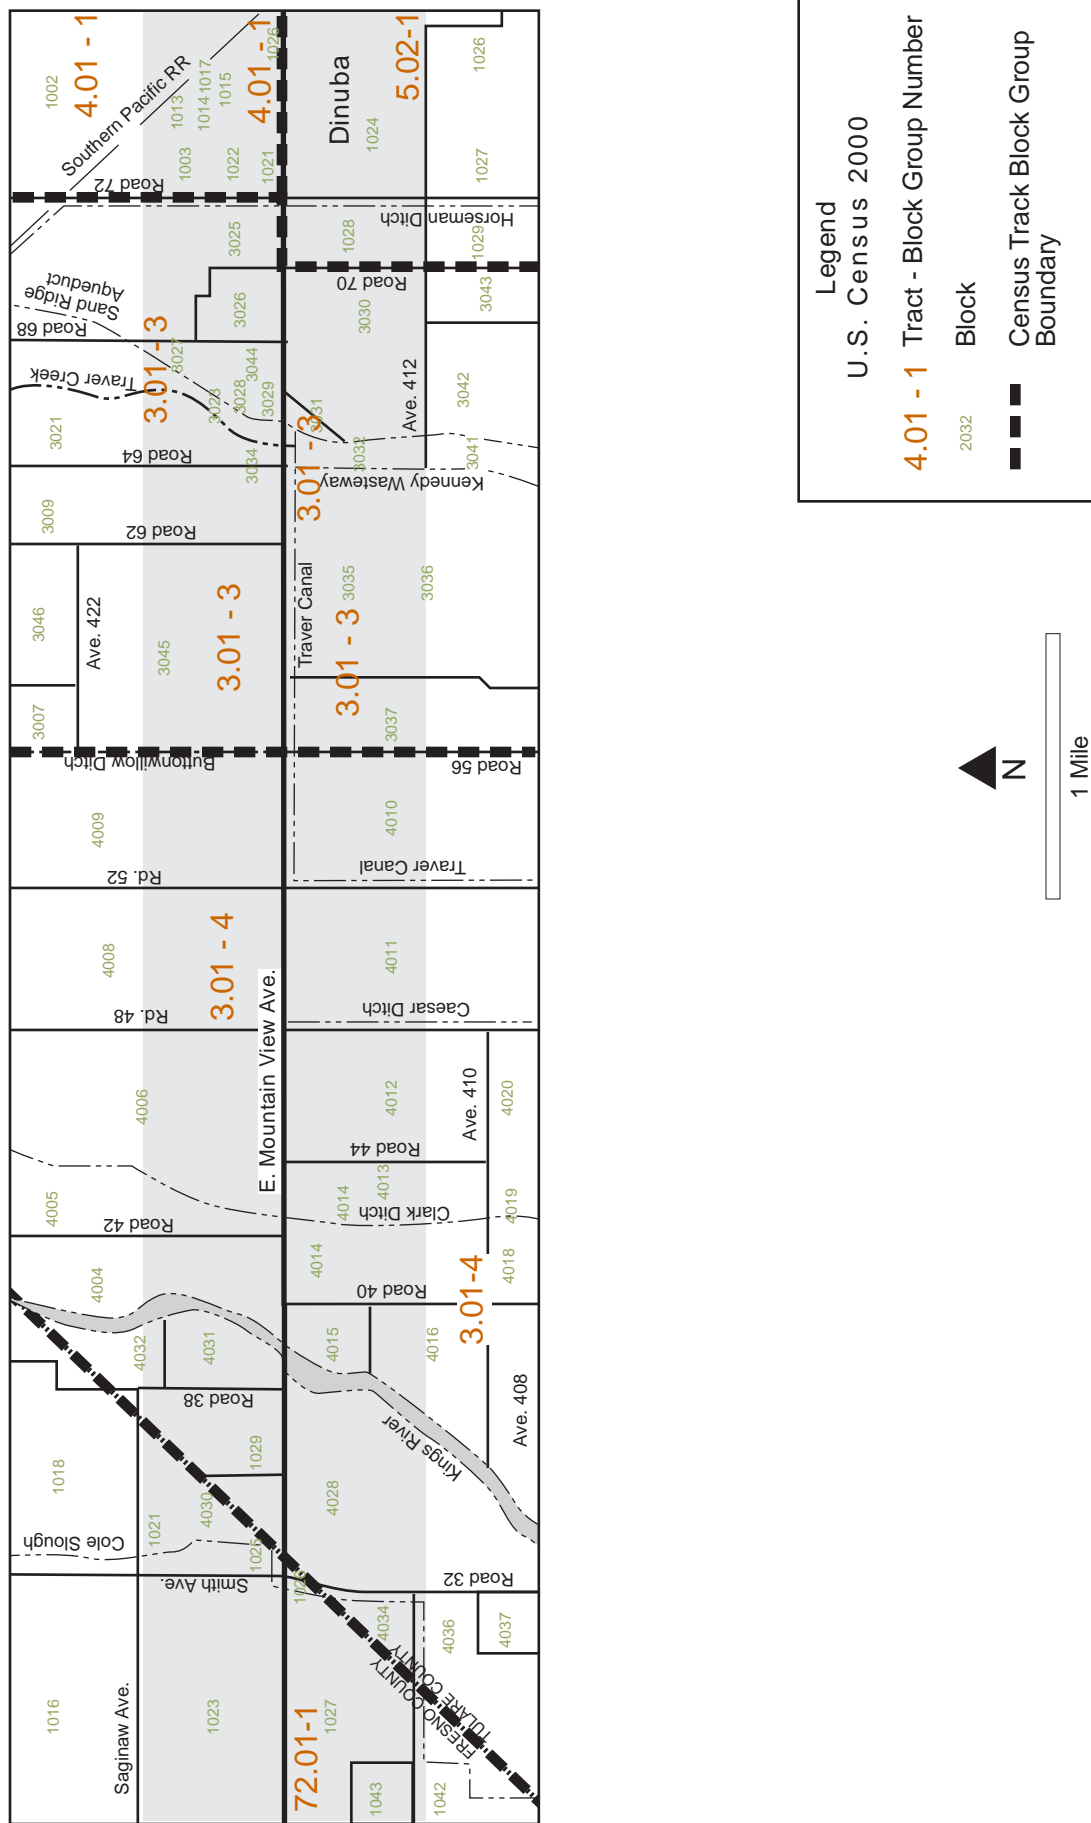 1016
1018
4004
4005
4006
4008
4009
3007
3046
3009
3021
1002
4.01 - 1
Saginaw Ave.
Cole Slough
Road 42
Rd. 48
Rd. 52
Buttonwillow Ditch
Ave. 422
Road 62
Road 64
Traver Creek
Road 68
Sand Ridge
Aqueduct
Road 72
Southern Pacific RR
1023
Smith Ave.
1021
4030
1029
Road 38
4032
4031
3.01 - 4
3045
3.01 - 3
3034
3.01 - 3
3027
3028
3028
3029
3044
3026
3025
1003
1013
1014
1017
1015
1022
1021
1026
4.01 - 1
1025
E. Mountain View Ave.
72.01-1
1027
1026
4028
4015
4014
4014
4013
Clark Ditch
Road 44
4012
Caesar Ditch
4011
Traver Canal
4010
Traver Canal
3037
3.01 - 3
3035
3036
3.01 - 3
3031
3032
Kennedy Wasteway
3030
Road 70
1028
Horseman Ditch
Dinuba
1024
5.02-1
FRESNO COUNTY
TULARE COUNTY
1043
1042
4034
4036
4037
Road 32
Kings River
4016
Road 40
3.01-4
Ave. 408
4018
4019
Ave. 410
4020
Road 56
Ave. 412
3041
3042
3043
1029
1027
1026
N
1 Mile
Legend
U.S. Census 2000
4.01 - 1 Tract - Block Group Number
2032 Block
Census Track Block Group
Boundary